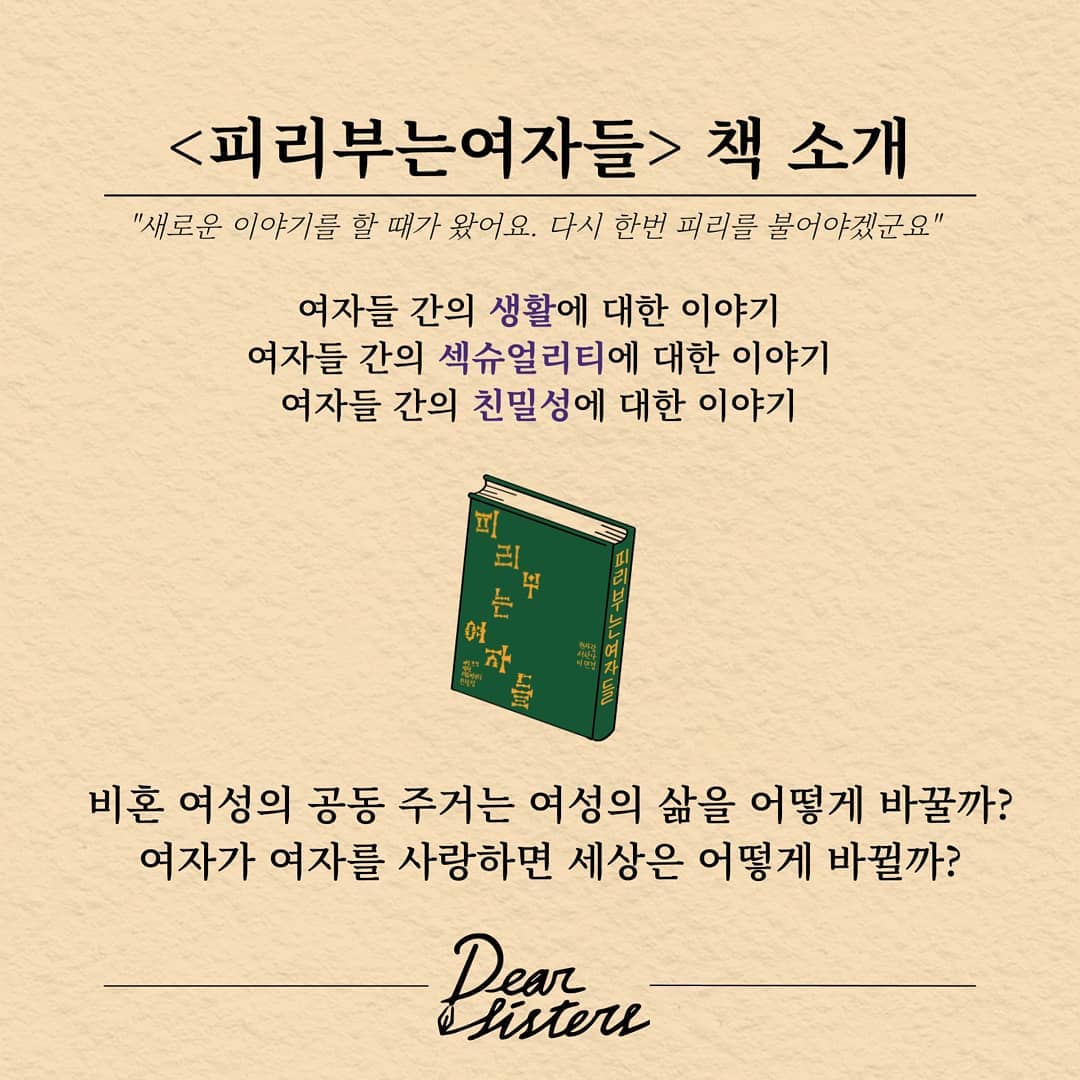 <피리부는여자들> 책 소개
"새로운 이야기를 할 때가 왔어요. 다시 한번 피리를 불어야겠군요"
여자들 간의 생활에 대한 이야기
여자들 간의 섹슈얼리티에 대한 이야기
여자들 간의 친밀성에 대한 이야기
피리부는여자들
피리부는여자들
비혼 여성의 공동 주거는 여성의 삶을 어떻게 바꿀까?
여자가 여자를 사랑하면 세상은 어떻게 바뀔까?
Dear
Sisters